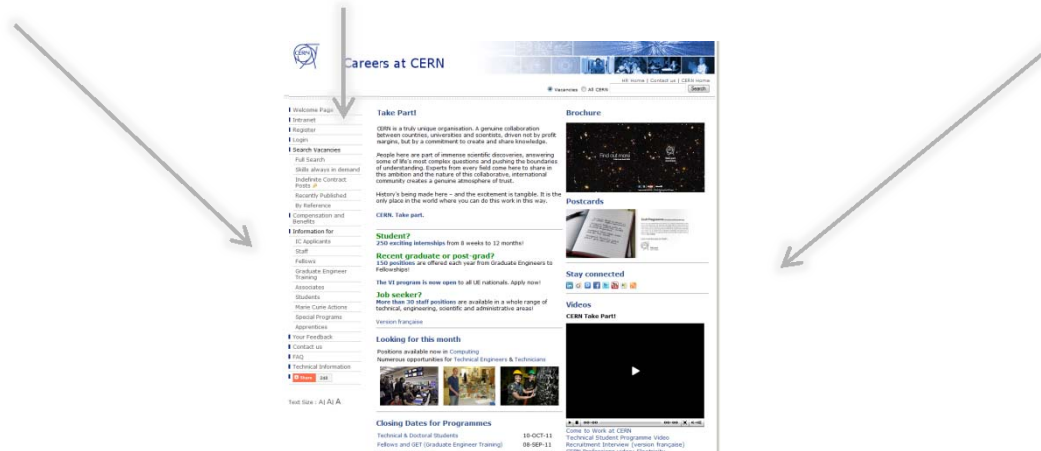 CERN
Careers at CERN
HR Home | Contact us | CERN Home
Vacancies All CERN
Search
Welcome Page
Intranet
Register
Login
Search Vacancies
Full Search
Skills always in demand
Indefinite Contract
Posts
Recently Published
By Reference
Compensation and
Benefits
Information for
IC Applicants
Staff
Fellows
Graduate Engineer
Training
Associates
Students
Marie Curie Actions
Special Programs
Apprentices
Your Feedback
Contact us
FAQ
Technical Information
Share
Text Size : A| A| A
Take Part!
CERN is a truly unique organisation. A genuine collaboration
between countries, universities and scientists, driven not by profit
margins, but by a commitment to create and share knowledge.
People here are part of immense scientific discoveries, answering
some of life's most complex questions and pushing the boundaries
of understanding. Experts from every field come here to share in
this ambition and the nature of the collaborative, international
community creates a genuine atmosphere of trust.
History's being made here – and the excitement is tangible. It is the
only place in the world where you can do this work in this way.
CERN. Take part.
Student?
250 exciting internships from 8 weeks to 12 months!
Recent graduate or post-grad?
150 positions are offered each year from Graduate Engineers to
Fellowships!
The VI program is now open to all UE nationals. Apply now!
Job seeker?
More than 30 staff positions are available in a whole range of
technical, engineering, scientific and administrative areas!
Version française
Looking for this month
Positions available now in Computing
Numerous opportunities for Technical Engineers & Technicians
Closing Dates for Programmes
Technical & Doctoral Students 10-OCT-11
Fellows and GET (Graduate Engineer Training) 08-SEP-11
Brochure
Find out more
Postcards
Stay connected
Videos
CERN Take Part!
Come to Work at CERN
Technical Student Programme Video
Recruitment Interview (version française)